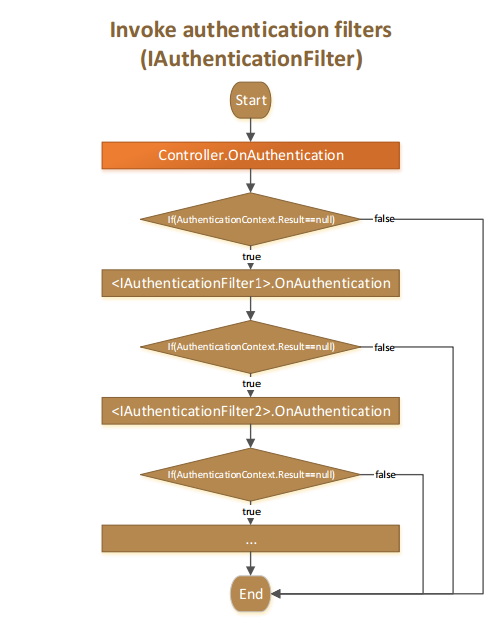 Invoke authentication filters
(IAuthenticationFilter)
Start
Controller.OnAuthentication
If(AuthenticationContext.Result==null)
false
true
<IAuthenticationFilter1>.OnAuthentication
If(AuthenticationContext.Result==null)
false
true
<IAuthenticationFilter2>.OnAuthentication
If(AuthenticationContext.Result==null)
false
true
...
End